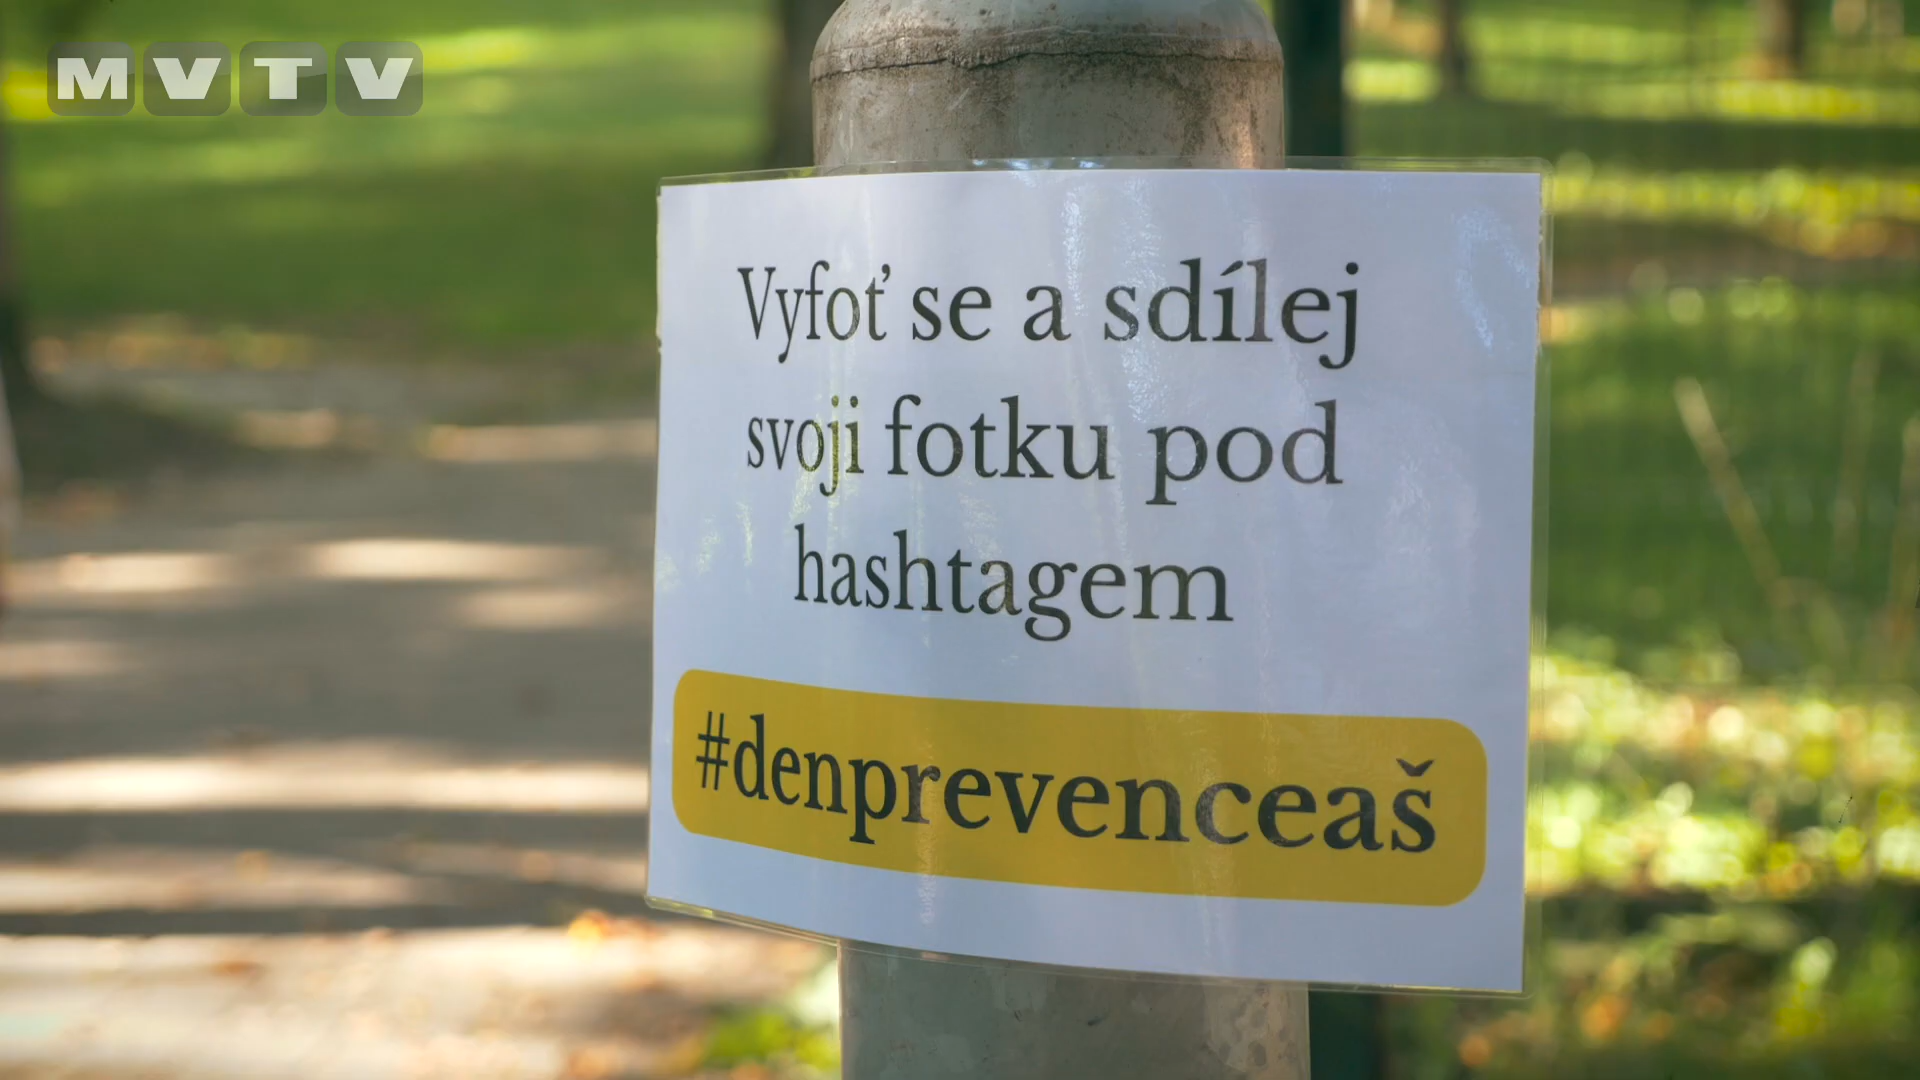 MVTV
Vyfoť se a sdílej
svoji fotku pod
hashtagem
#denprevenceaš